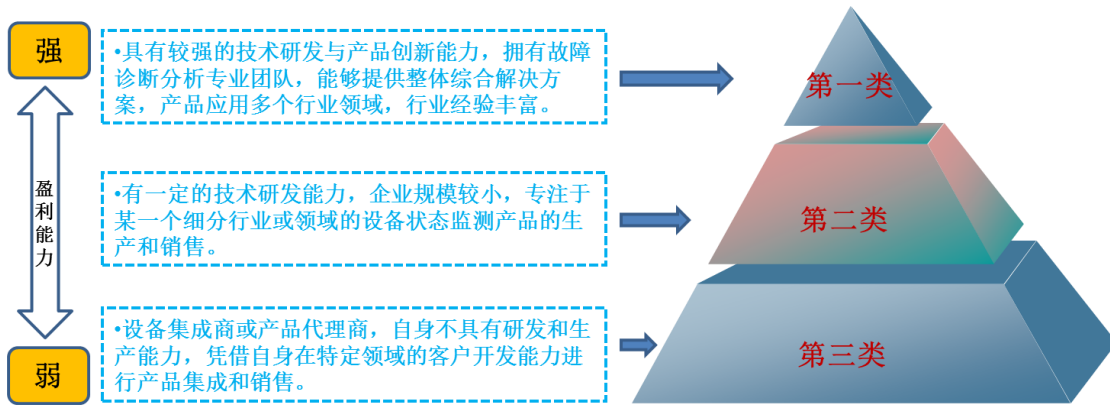 强
•具有较强的技术研发与产品创新能力，拥有故障
诊断分析专业团队，能够提供整体综合解决方
案，产品应用多个行业领域，行业经验丰富。
第一类
盈利能力
•有一定的技术研发能力，企业规模较小，专注于
某一个细分行业或领域的设备状态监测产品的生
产和销售。
第二类
弱
•设备集成商或产品代理商，自身不具有研发和生
产能力，凭借自身在特定领域的客户开发能力进
行产品集成和销售。
第三类